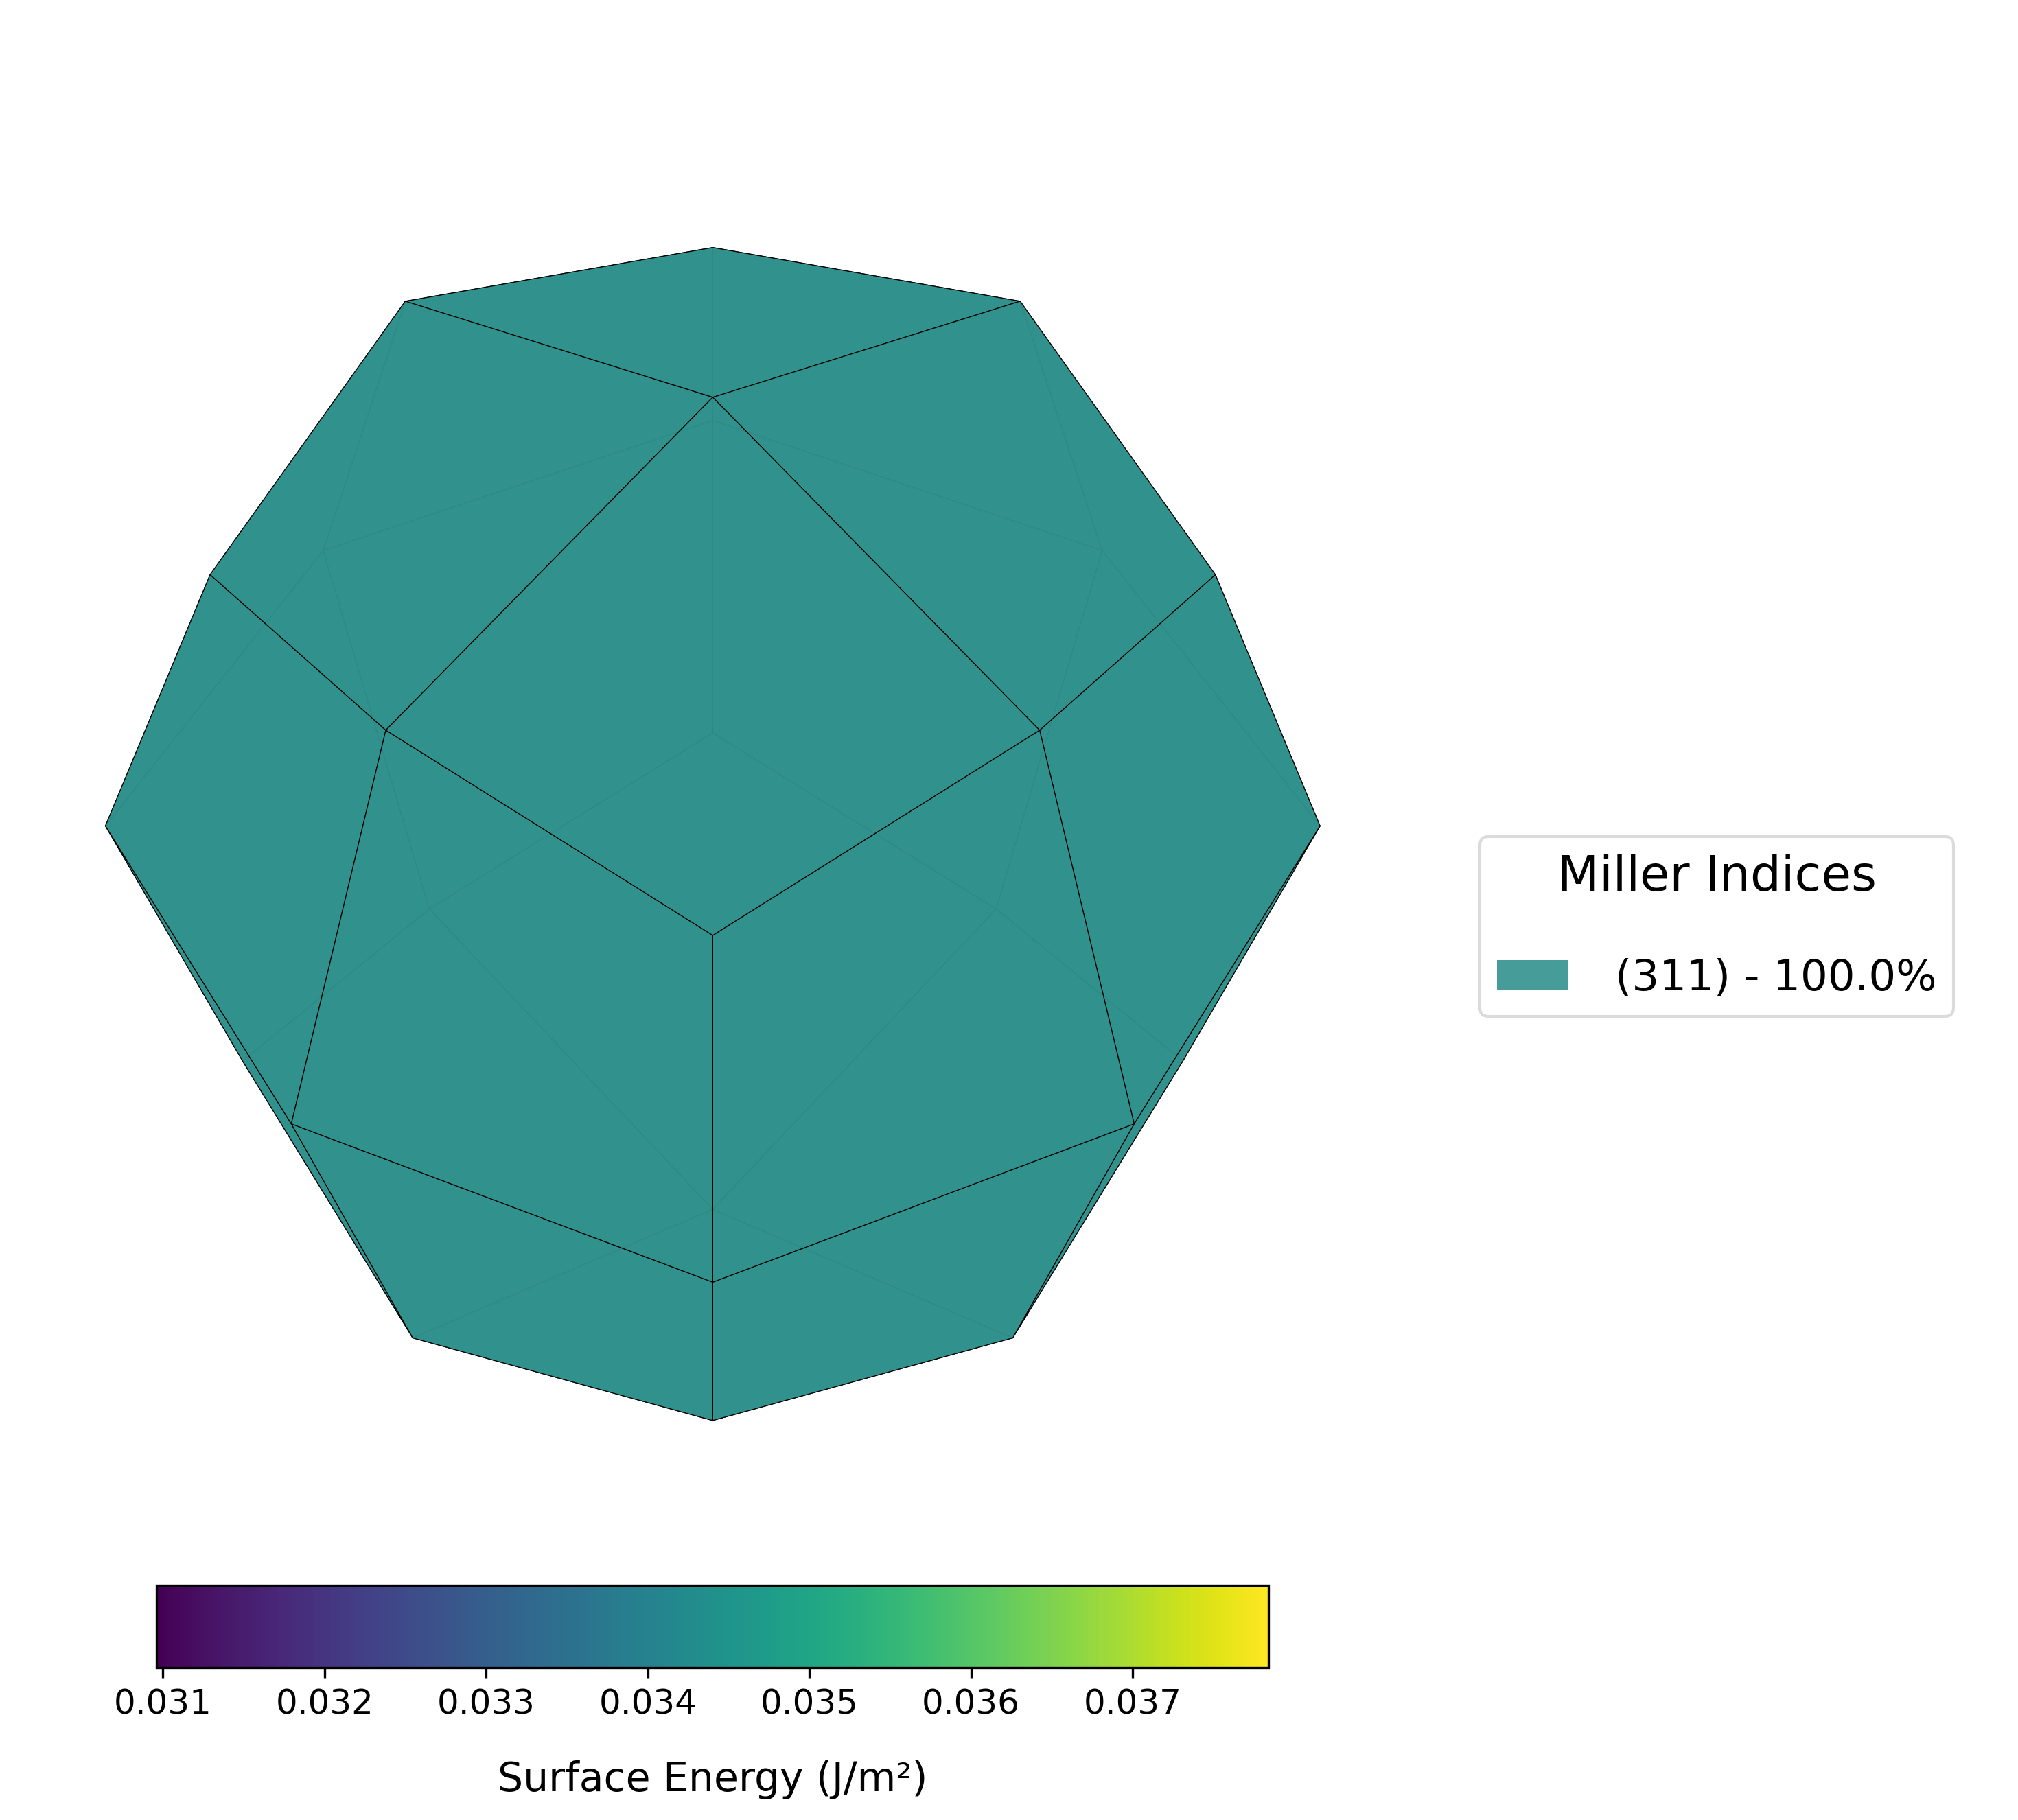 Miller Indices
(311) - 100.0%
0.031 0.032 0.033 0.034 0.035 0.036 0.037
Surface Energy (J/m²)